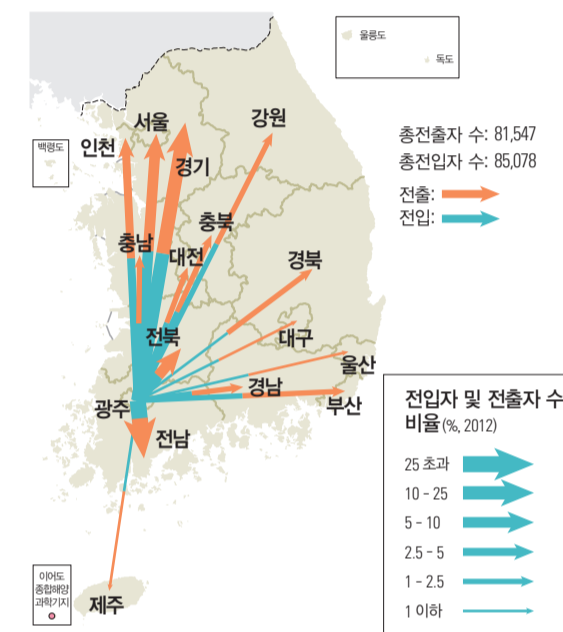 울릉도
독도
서울
강원
인천
백령도
경기
총전출자 수: 81,547
총전입자 수: 85,078
전출:
전입:
충북
충남
대전
경북
전북
대구
울산
경남
부산
광주
전남
전입자 및 전출자 수
비율(%, 2012)
25 초과
10 - 25
5 - 10
2.5 - 5
1 - 2.5
1 이하
이어도
종합해양
과학기지
제주